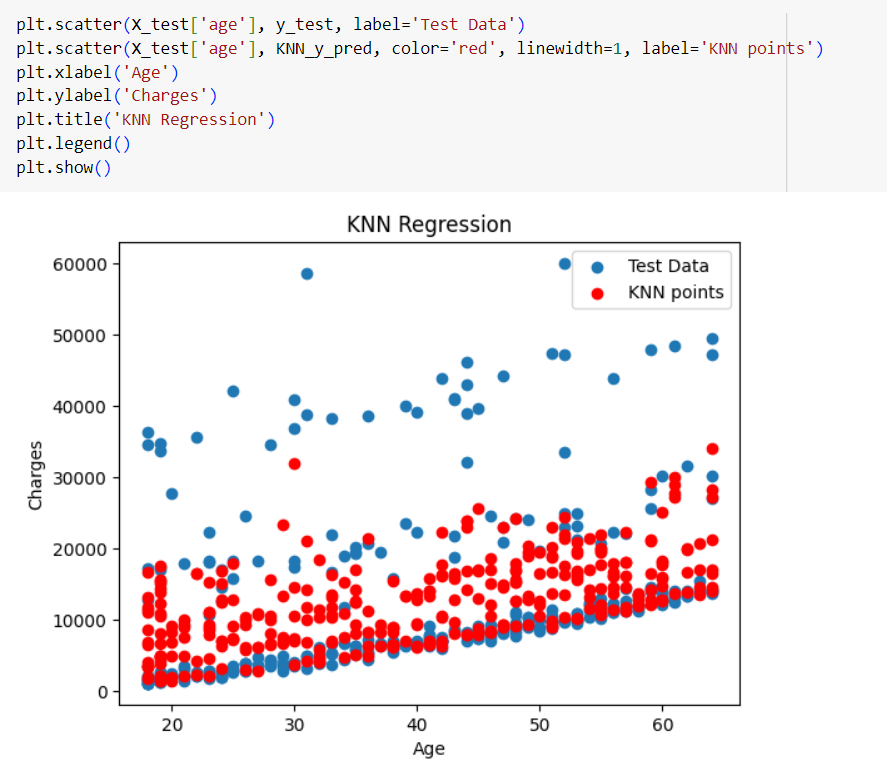 plt.scatter(X_test['age'], y_test, label='Test Data')
plt.scatter(X_test['age'], KNN_y_pred, color='red', linewidth=1, label='KNN points')
plt.xlabel('Age')
plt.ylabel('Charges')
plt.title('KNN Regression')
plt.legend()
plt.show()
KNN Regression
Test Data
KNN points
60000
50000
40000
30000
20000
10000
0
Charges
20 30 40 50 60
Age